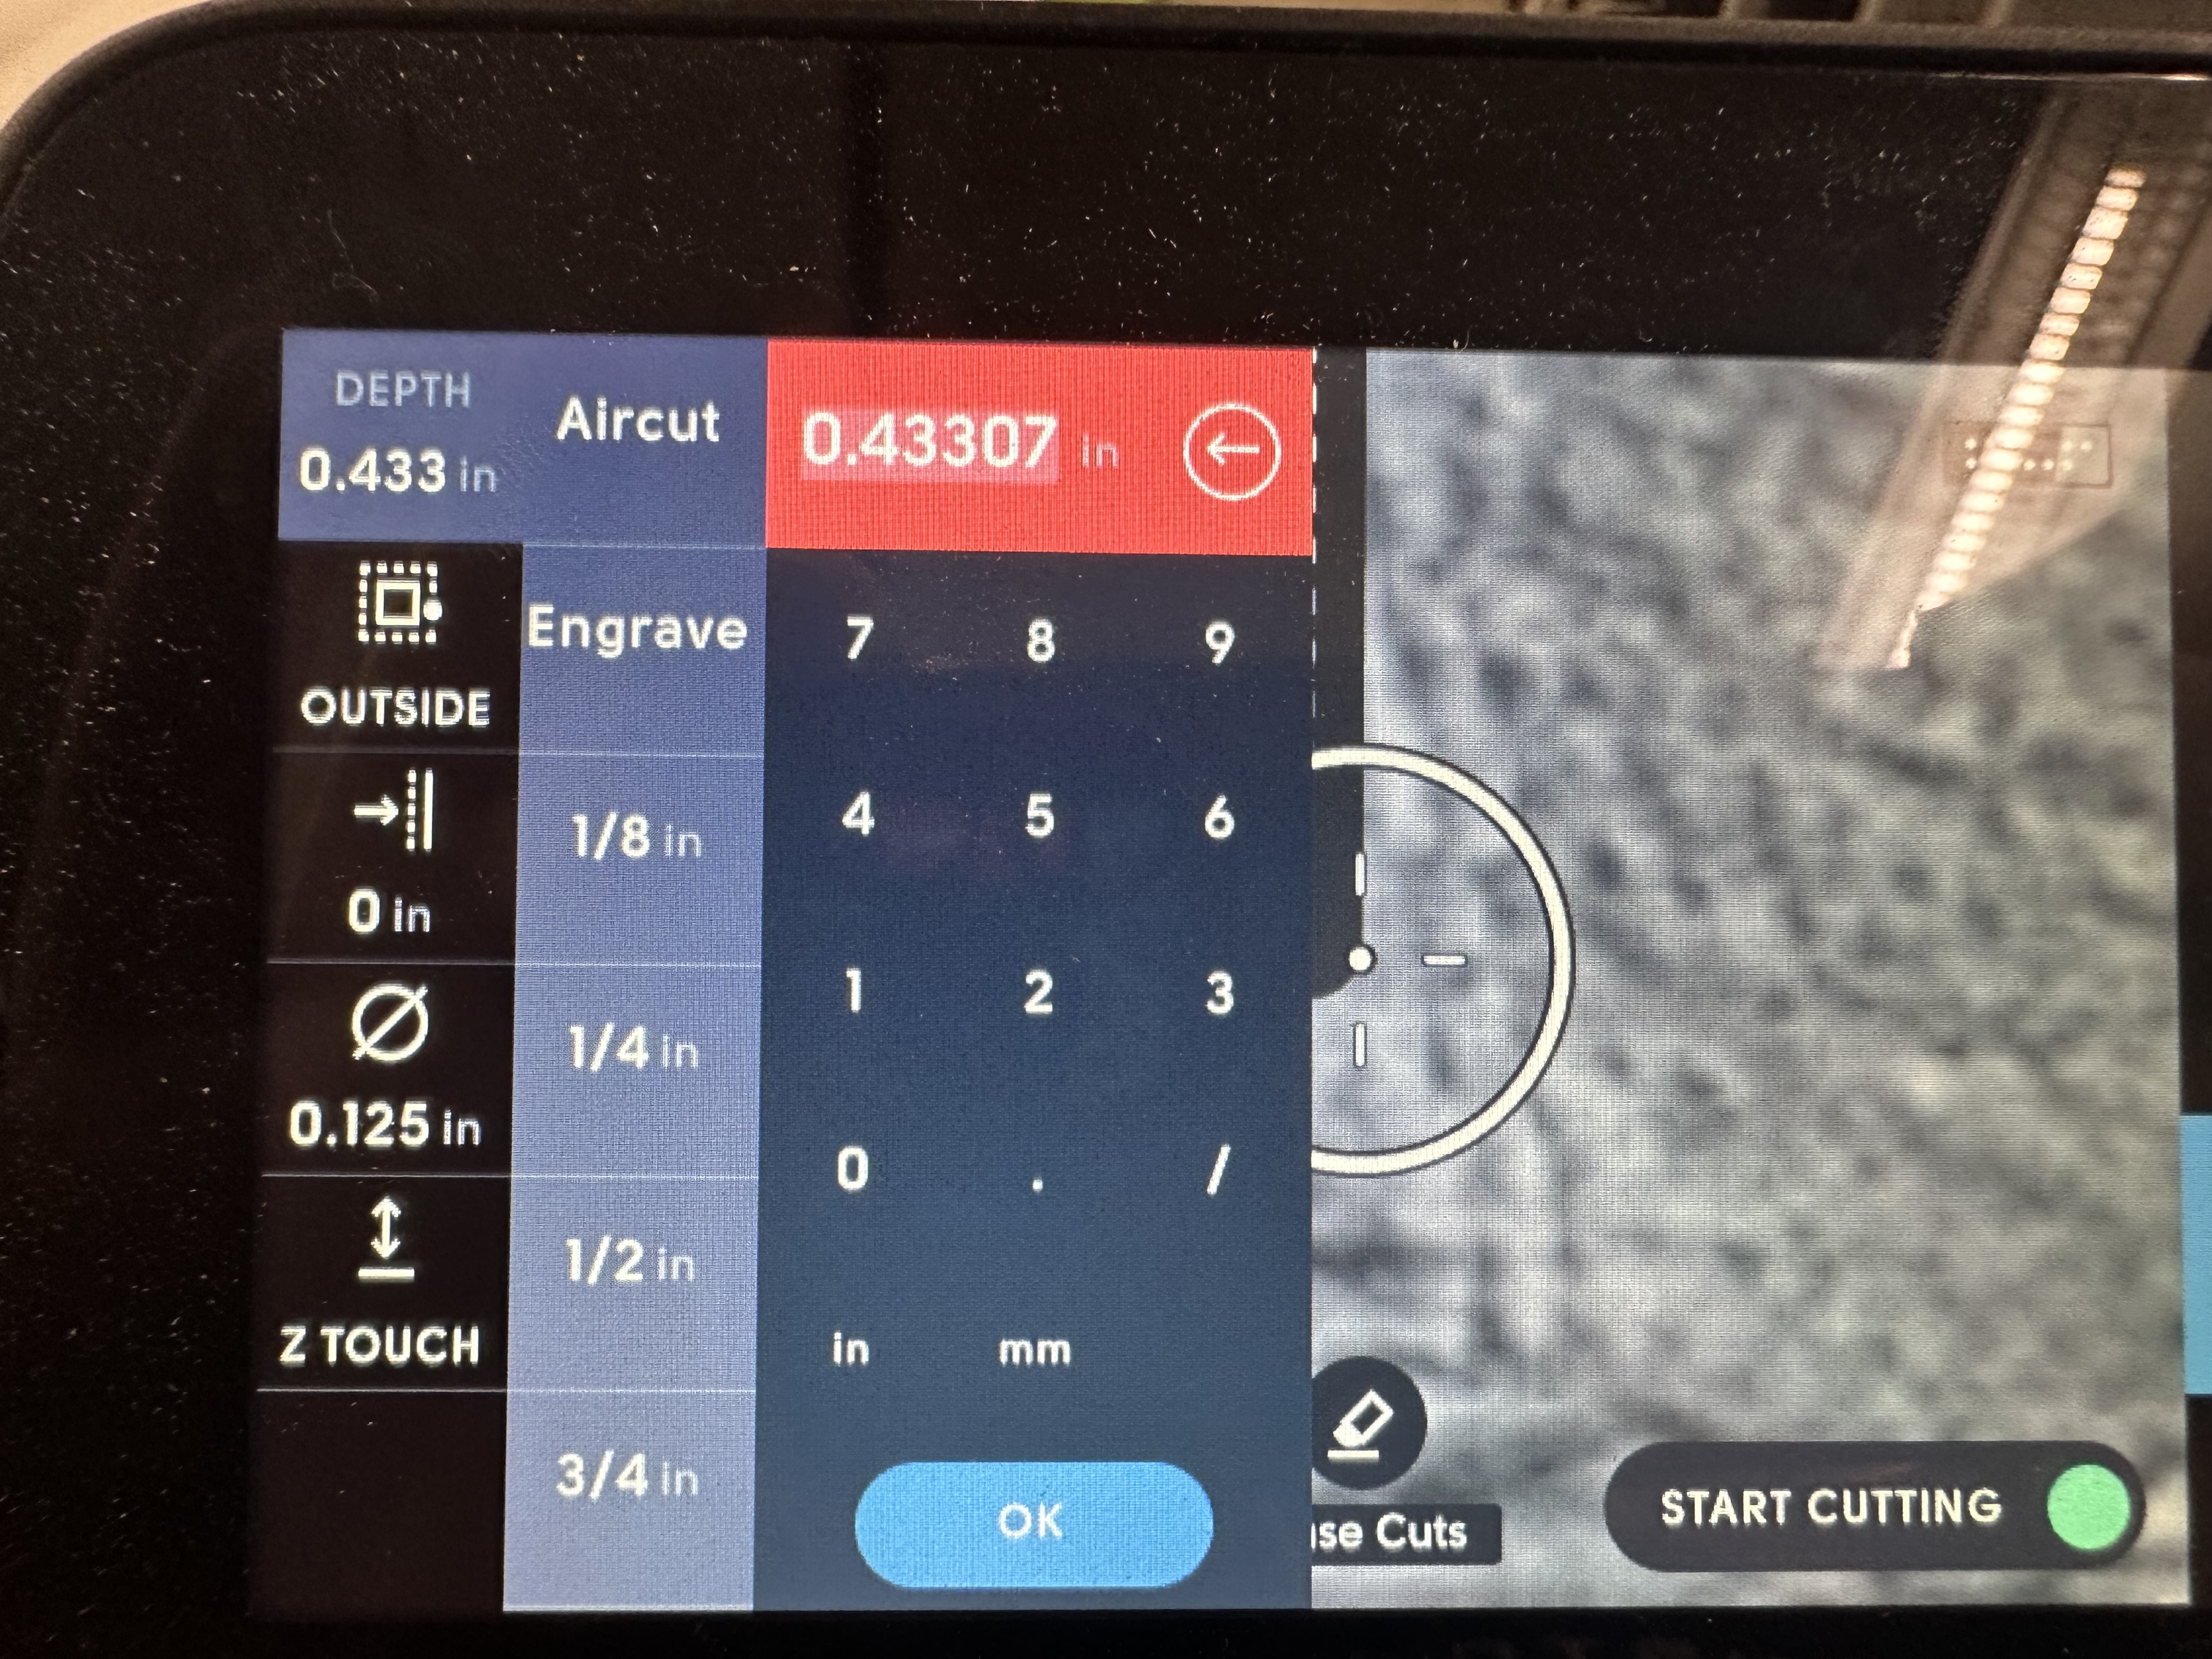 DEPTH
0.433 in
Aircut
0.43307 in
OUTSIDE
0 in
0.125 in
Z TOUCH
Engrave
1/8 in
1/4 in
1/2 in
3/4 in
7 8 9
4 5 6
1 2 3
0 . /
in mm
OK
se Cuts
START CUTTING